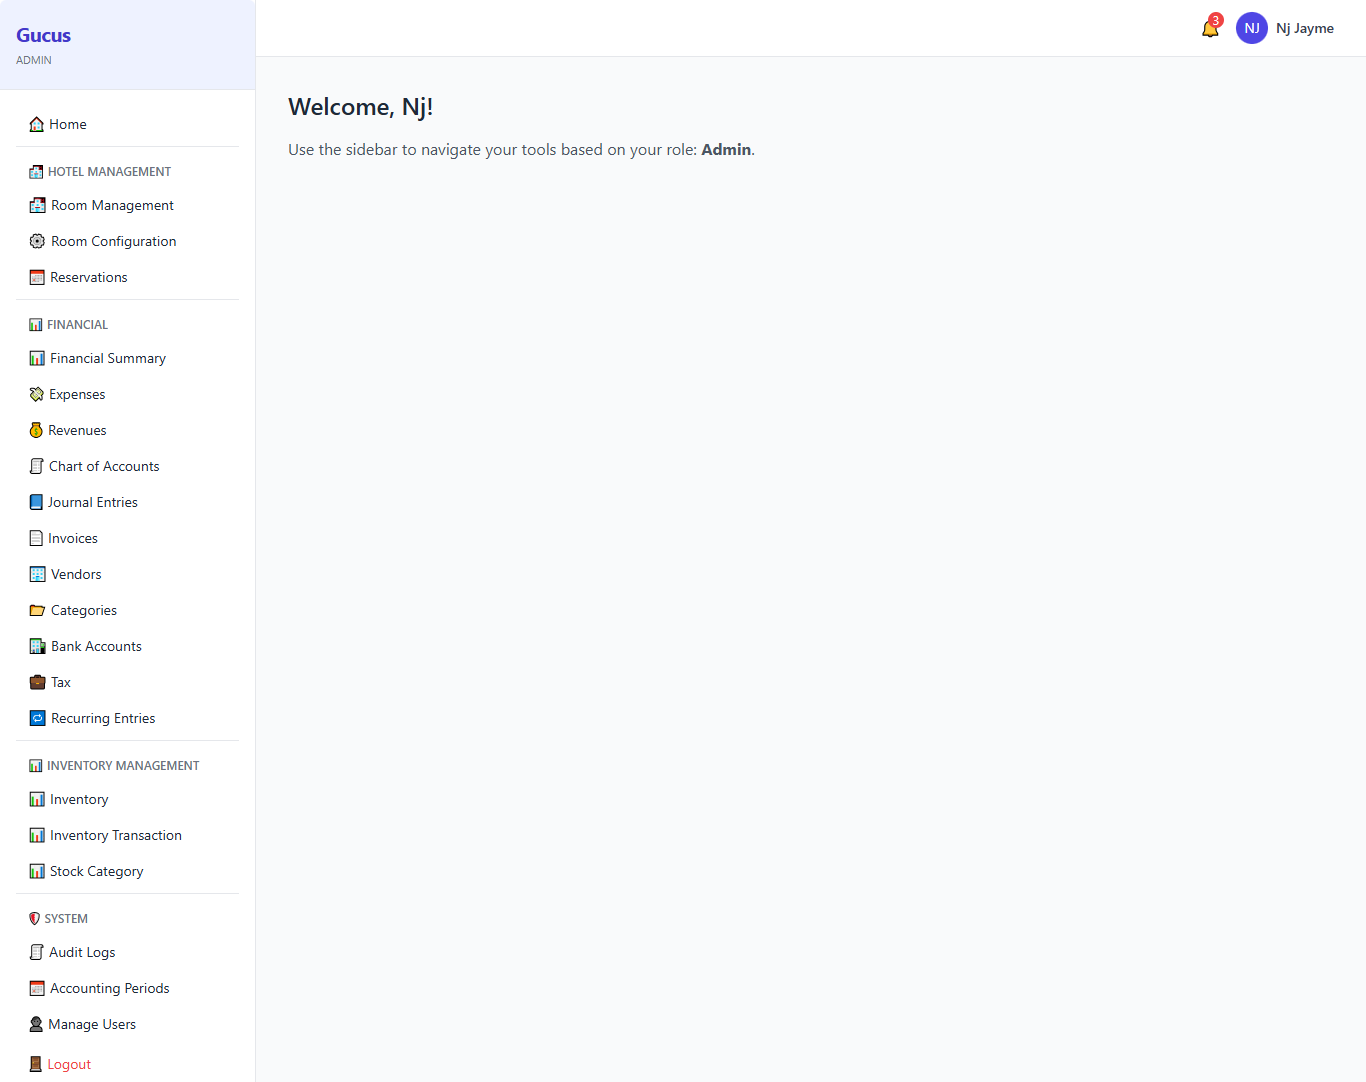 Gucus
ADMIN
Home
HOTEL MANAGEMENT
Room Management
Room Configuration
Reservations
FINANCIAL
Financial Summary
Expenses
Revenues
Chart of Accounts
Journal Entries
Invoices
Vendors
Categories
Bank Accounts
Tax
Recurring Entries
INVENTORY MANAGEMENT
Inventory
Inventory Transaction
Stock Category
SYSTEM
Audit Logs
Accounting Periods
Manage Users
Logout
3
NJ Nj Jayme
Welcome, Nj!
Use the sidebar to navigate your tools based on your role: Admin.